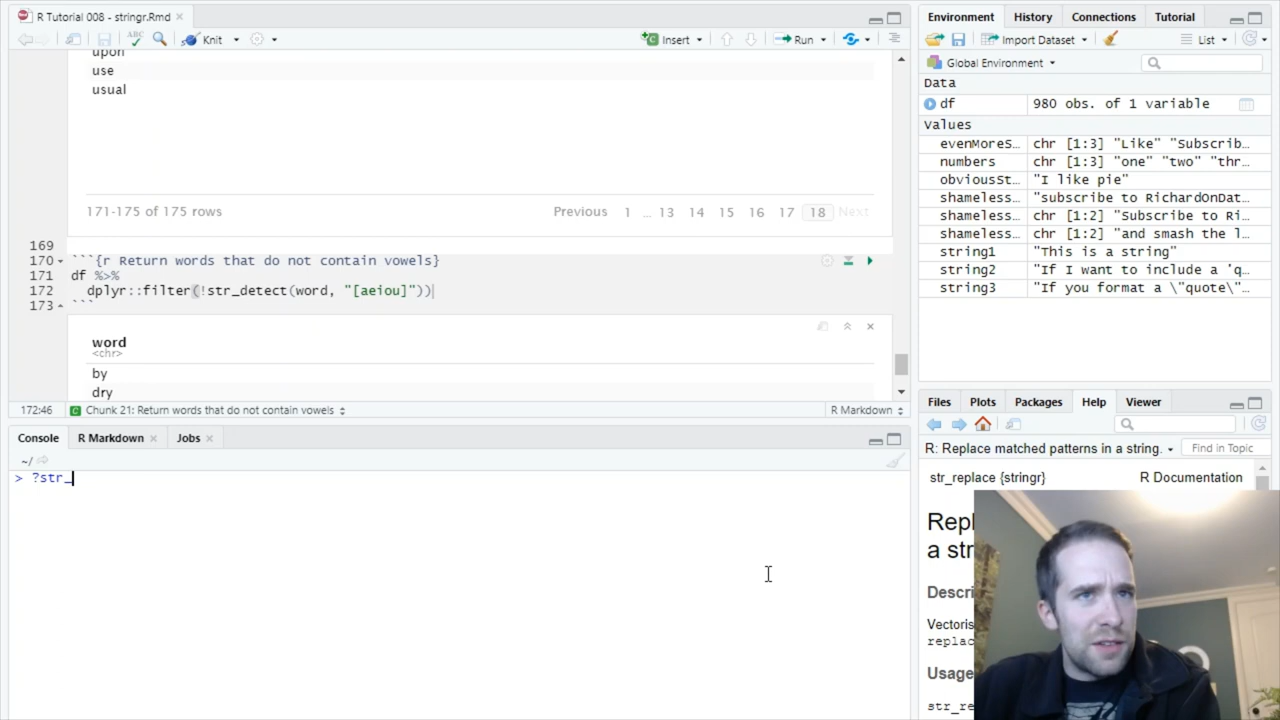 R Tutorial 008 - stringr.Rmd
Knit
Insert
Run
upon
use
usual
171-175 of 175 rows
Previous 1 ... 13 14 15 16 17 18 Next
169
170 ```{r Return words that do not contain vowels}
171 df %>%
172 dplyr::filter(!str_detect(word, "[aeiou]"))
173 ```
word
<chr>
by
dry
172:46 Chunk 21: Return words that do not contain vowels R Markdown
Console R Markdown Jobs
~/
> ?str_
Environment History Connections Tutorial
Import Dataset List
Global Environment
Data
df 980 obs. of 1 variable
Values
evenMoreS… chr [1:3] "Like" "Subscrib…
numbers chr [1:3] "one" "two" "thr…
obviousSt… "I like pie"
shameless… "subscribe to RichardOnDat…
shameless… chr [1:2] "Subscribe to Ri…
shameless… chr [1:2] "and smash the l…
string1 "This is a string"
string2 "If I want to include a 'q…
string3 "If you format a \"quote\"…
Files Plots Packages Help Viewer
R: Replace matched patterns in a string. Find in Topic
str_replace {stringr} R Documentation
Repl
a str
Descri
Vectoris
replac
Usage
str_re